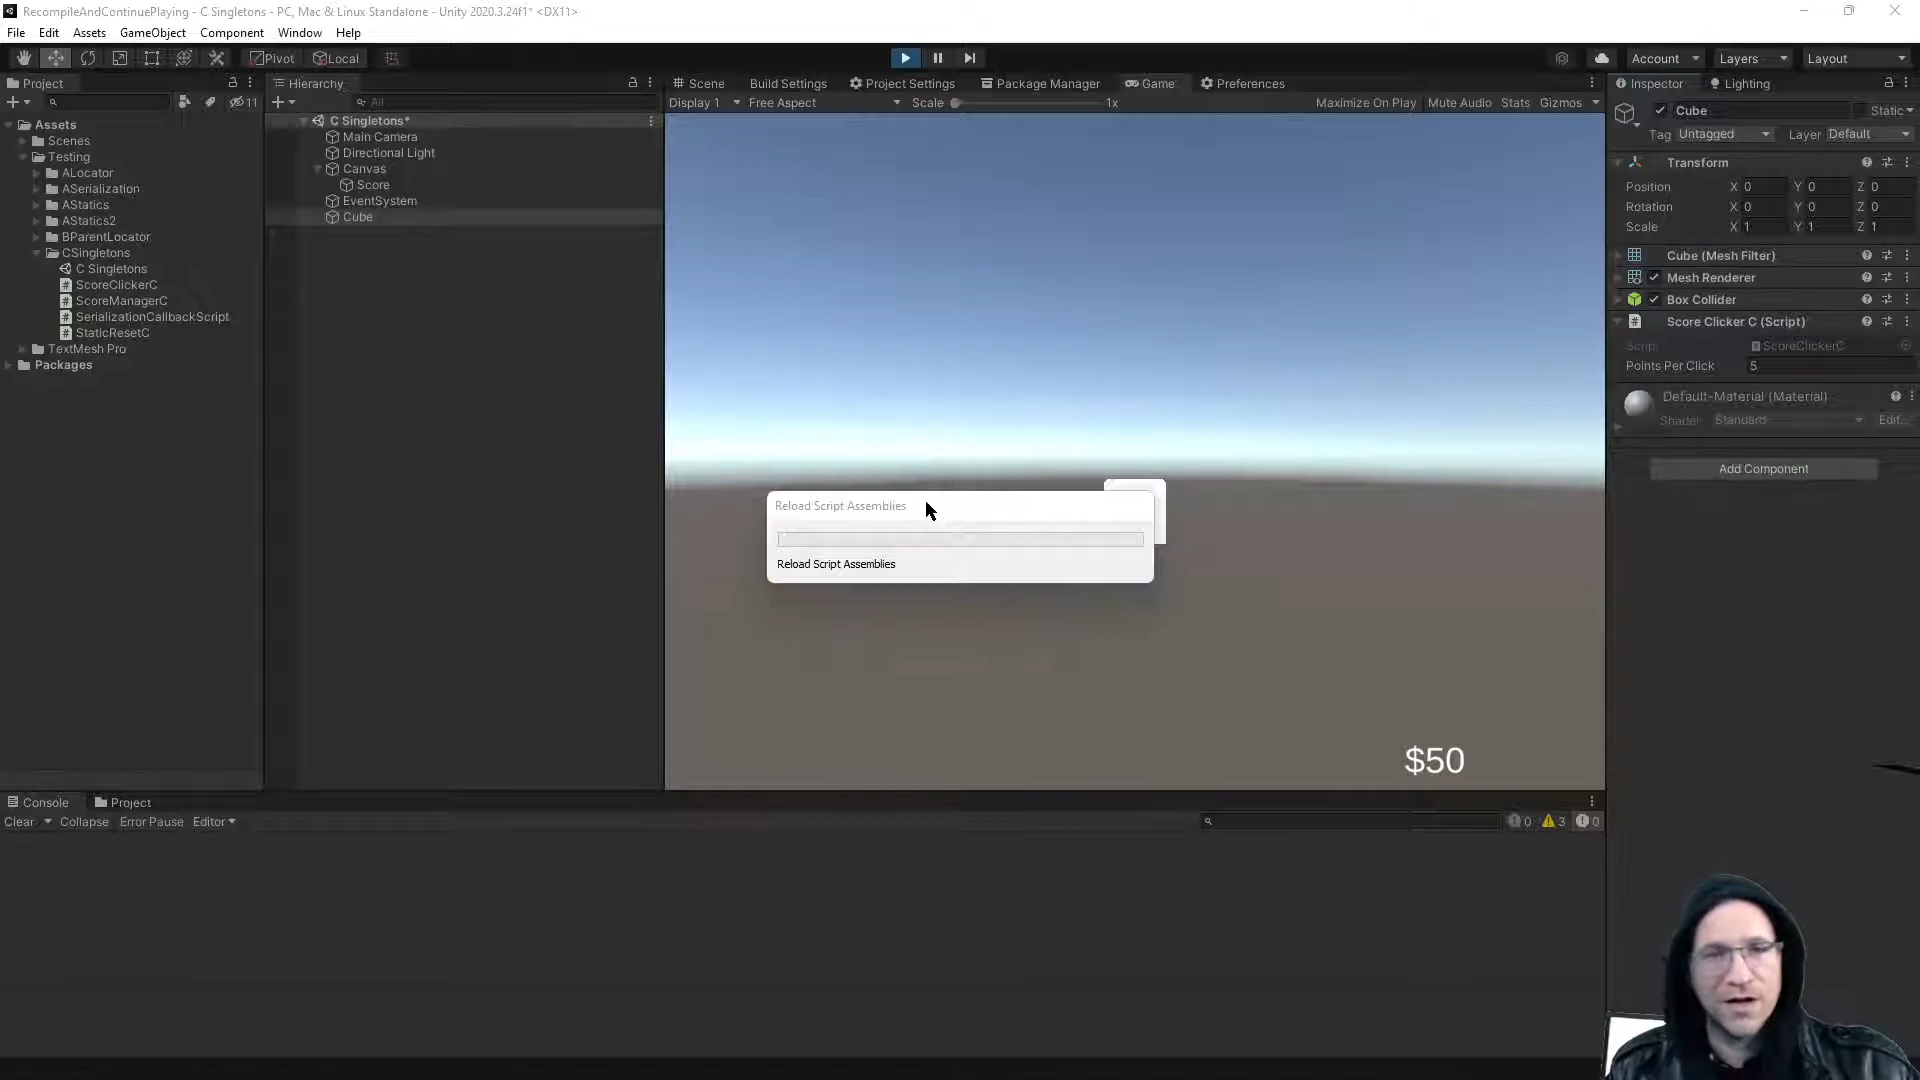 RecompileAndContinuePlaying - C Singletons - PC, Mac & Linux Standalone - Unity 2020.3.24f1* <DX11>
File Edit Assets GameObject Component Window Help
Pivot Local Account Layers Layout
Project
11
Assets
Scenes
Testing
ALocator
ASerialization
AStatics
AStatics2
BParentLocator
CSingletons
C Singletons
ScoreClickerC
ScoreManagerC
SerializationCallbackScript
StaticResetC
TextMesh Pro
Packages
Hierarchy
All
C Singletons*
Main Camera
Directional Light
Canvas
Score
EventSystem
Cube
Scene Build Settings Project Settings Package Manager Game Preferences
Display 1 Free Aspect Scale 1x Maximize On Play Mute Audio Stats Gizmos
Reload Script Assemblies
Reload Script Assemblies
$50
Inspector Lighting
Cube Static
Tag Untagged Layer Default
Transform
Position X 0 Y 0 Z 0
Rotation X 0 Y 0 Z 0
Scale X 1 Y 1 Z 1
Cube (Mesh Filter)
Mesh Renderer
Box Collider
Score Clicker C (Script)
Script ScoreClickerC
Points Per Click 5
Default-Material (Material)
Shader Standard Edit...
Add Component
Console Project
Clear Collapse Error Pause Editor 0 3 0